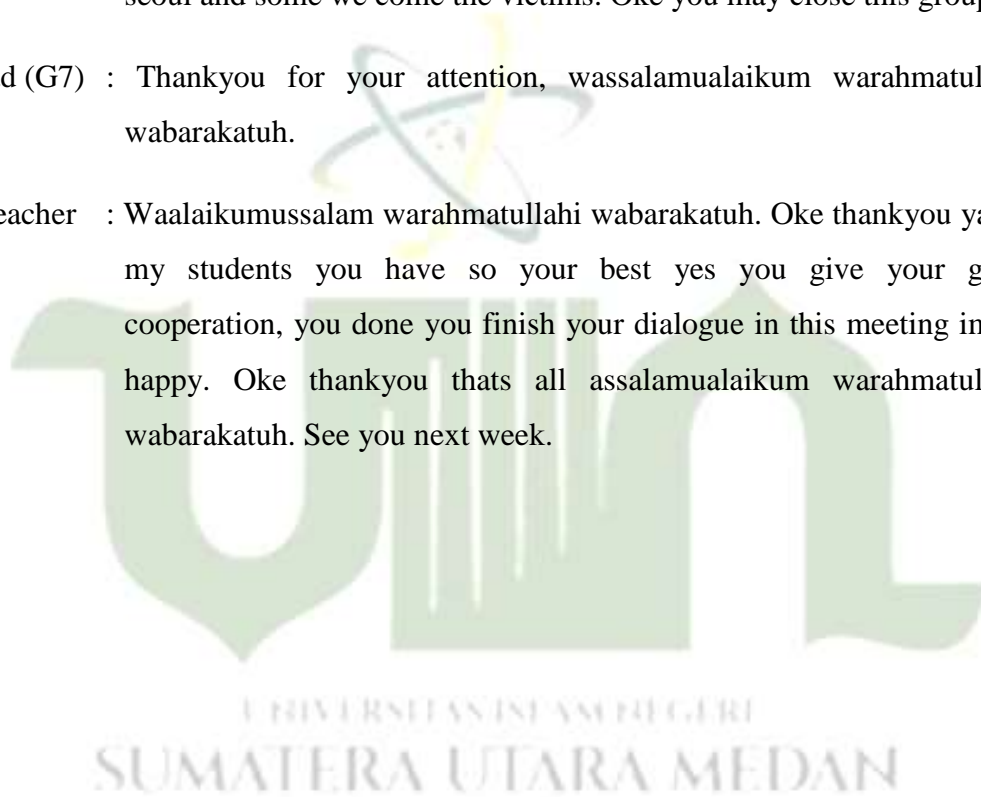 seoul and some we come the victims. Oke you may close this group
d (G7) : Thankyou for your attention, wassalamualaikum warahmatul
wabarakatuh.
eacher : Waalaikumussalam warahmatullahi wabarakatuh. Oke thankyou ya
my students you have so your best yes you give your g
cooperation, you done you finish your dialogue in this meeting in
happy. Oke thankyou thats all assalamualaikum warahmatul
wabarakatuh. See you next week.
UNIVERSITAS ISLAM NEGERI
SUMATERA UTARA MEDAN